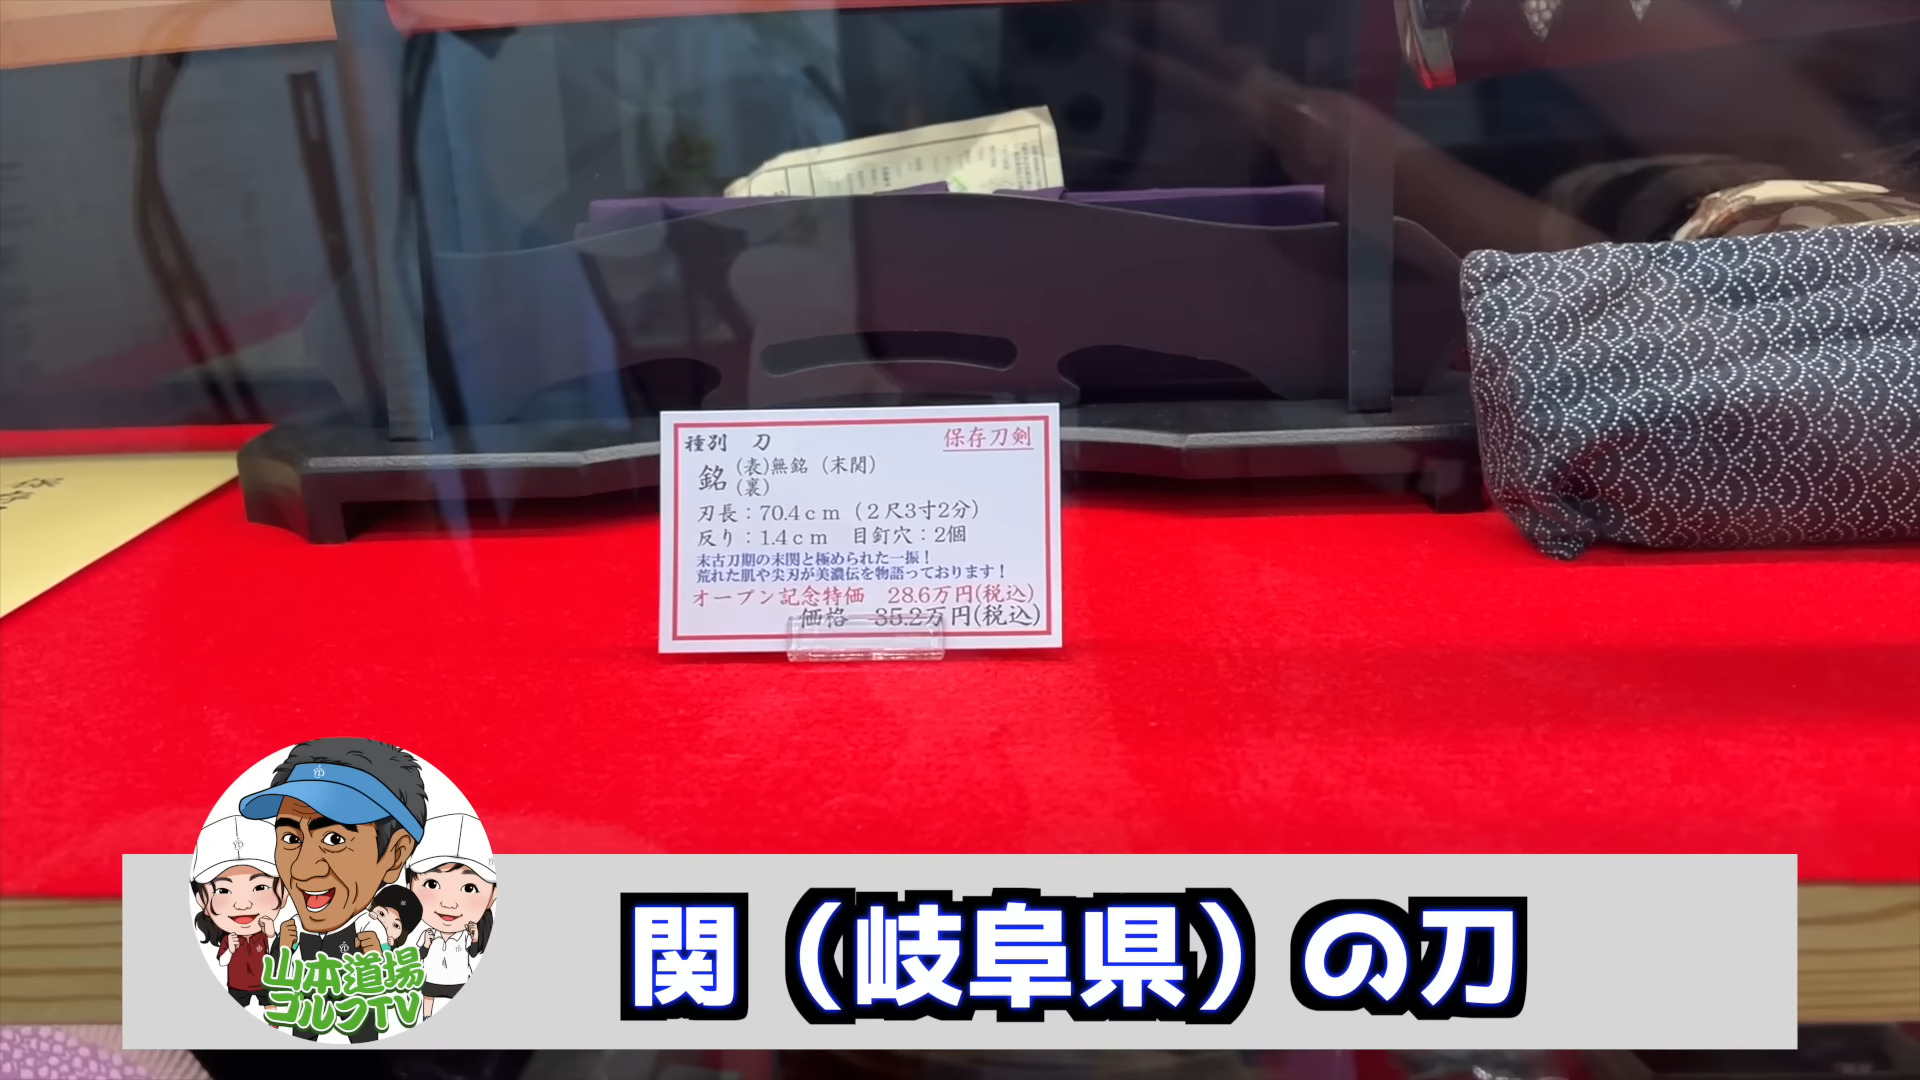 種別 刀 保存刀剣
銘 (表)無銘 (末関)
(裏)
刃長：70.4cm (2尺3寸2分)
反り：1.4cm 目釘穴：2個
末古刀期の末関と極められた一振！
荒れた肌や尖刃が美濃伝を物語っております！
オープン記念特価 28.6万円(税込)
価格 35.2万円(税込)
山本道場
ゴルフTV
関（岐阜県）の刀